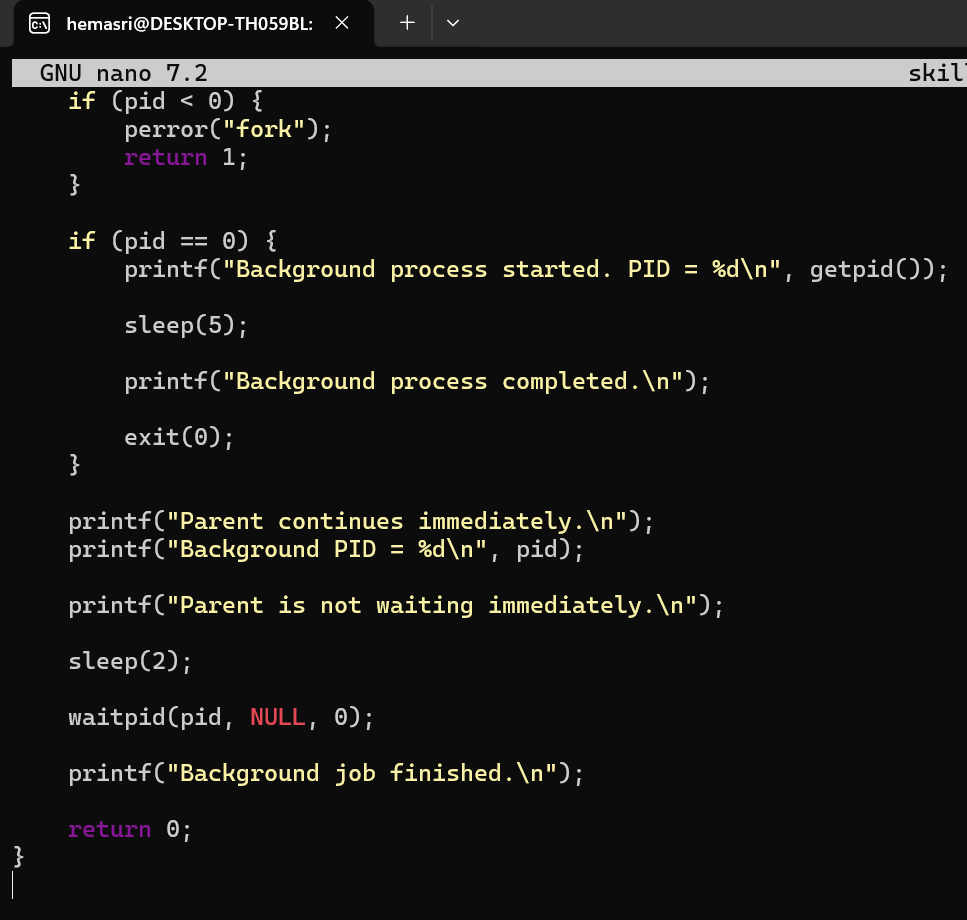 hemasri@DESKTOP-TH059BL:
GNU nano 7.2 skill
    if (pid < 0) {
        perror("fork");
        return 1;
    }

    if (pid == 0) {
        printf("Background process started. PID = %d\n", getpid());

        sleep(5);

        printf("Background process completed.\n");

        exit(0);
    }

    printf("Parent continues immediately.\n");
    printf("Background PID = %d\n", pid);

    printf("Parent is not waiting immediately.\n");

    sleep(2);

    waitpid(pid, NULL, 0);

    printf("Background job finished.\n");

    return 0;
}